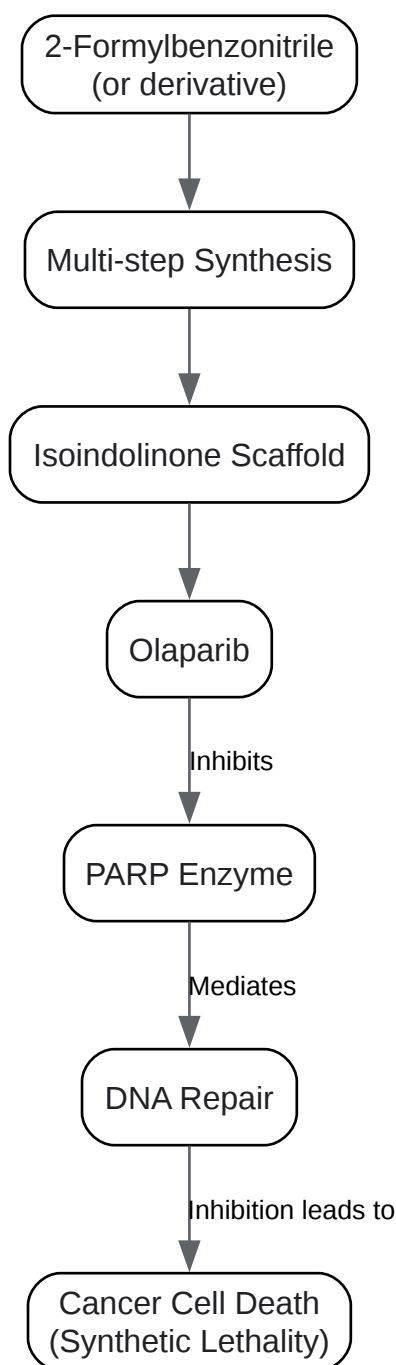 2-Formylbenzonitrile
(or derivative)
Multi-step Synthesis
Isoindolinone Scaffold
Olaparib
Inhibits
PARP Enzyme
Mediates
DNA Repair
Inhibition leads to
Cancer Cell Death
(Synthetic Lethality)